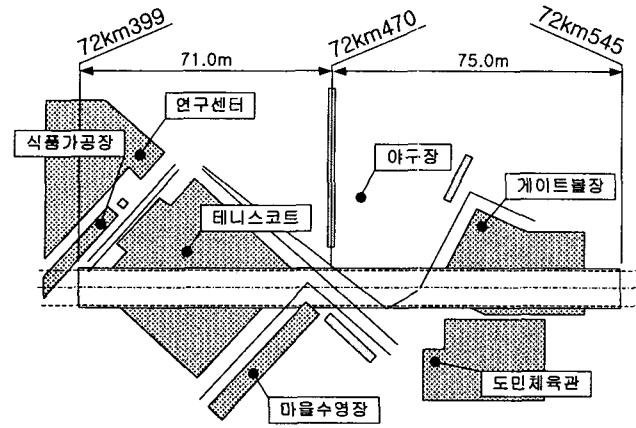 72km399
72km470
72km545
71.0m
75.0m
연구센터
식품가공장
야구장
게이트볼장
테니스코트
도민체육관
마을수영장